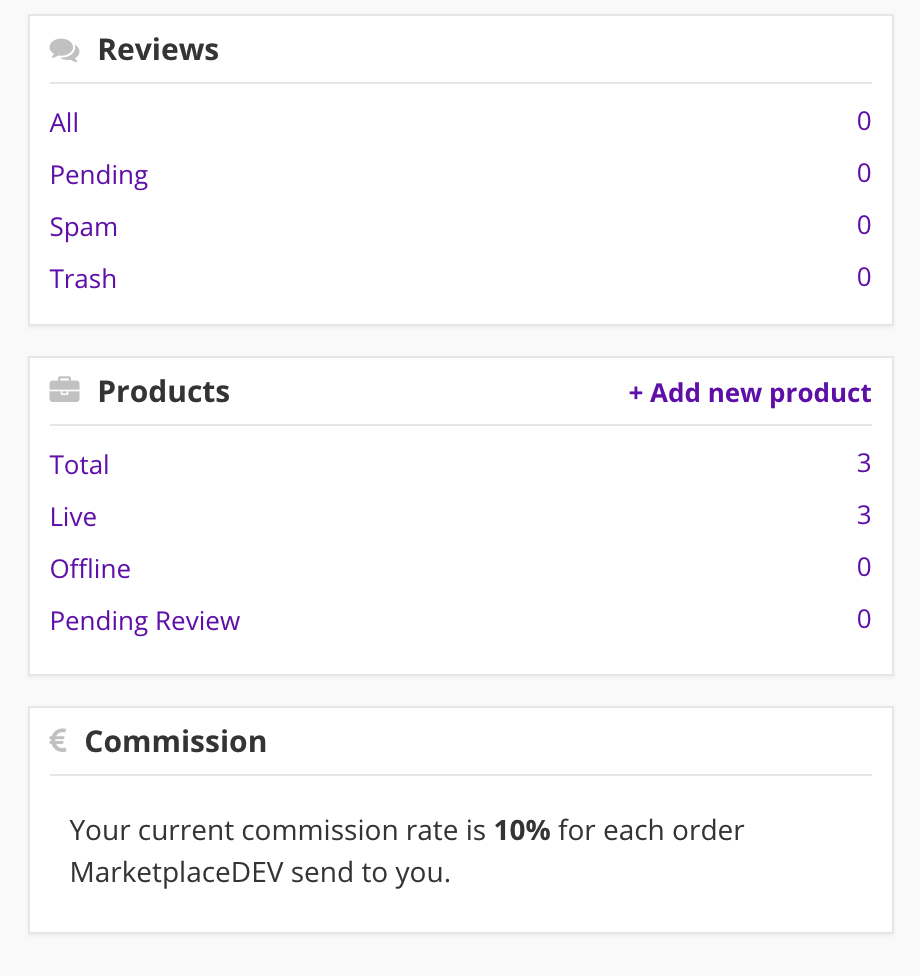 Reviews
All 0
Pending 0
Spam 0
Trash 0
Products + Add new product
Total 3
Live 3
Offline 0
Pending Review 0
€ Commission
Your current commission rate is 10% for each order
MarketplaceDEV send to you.